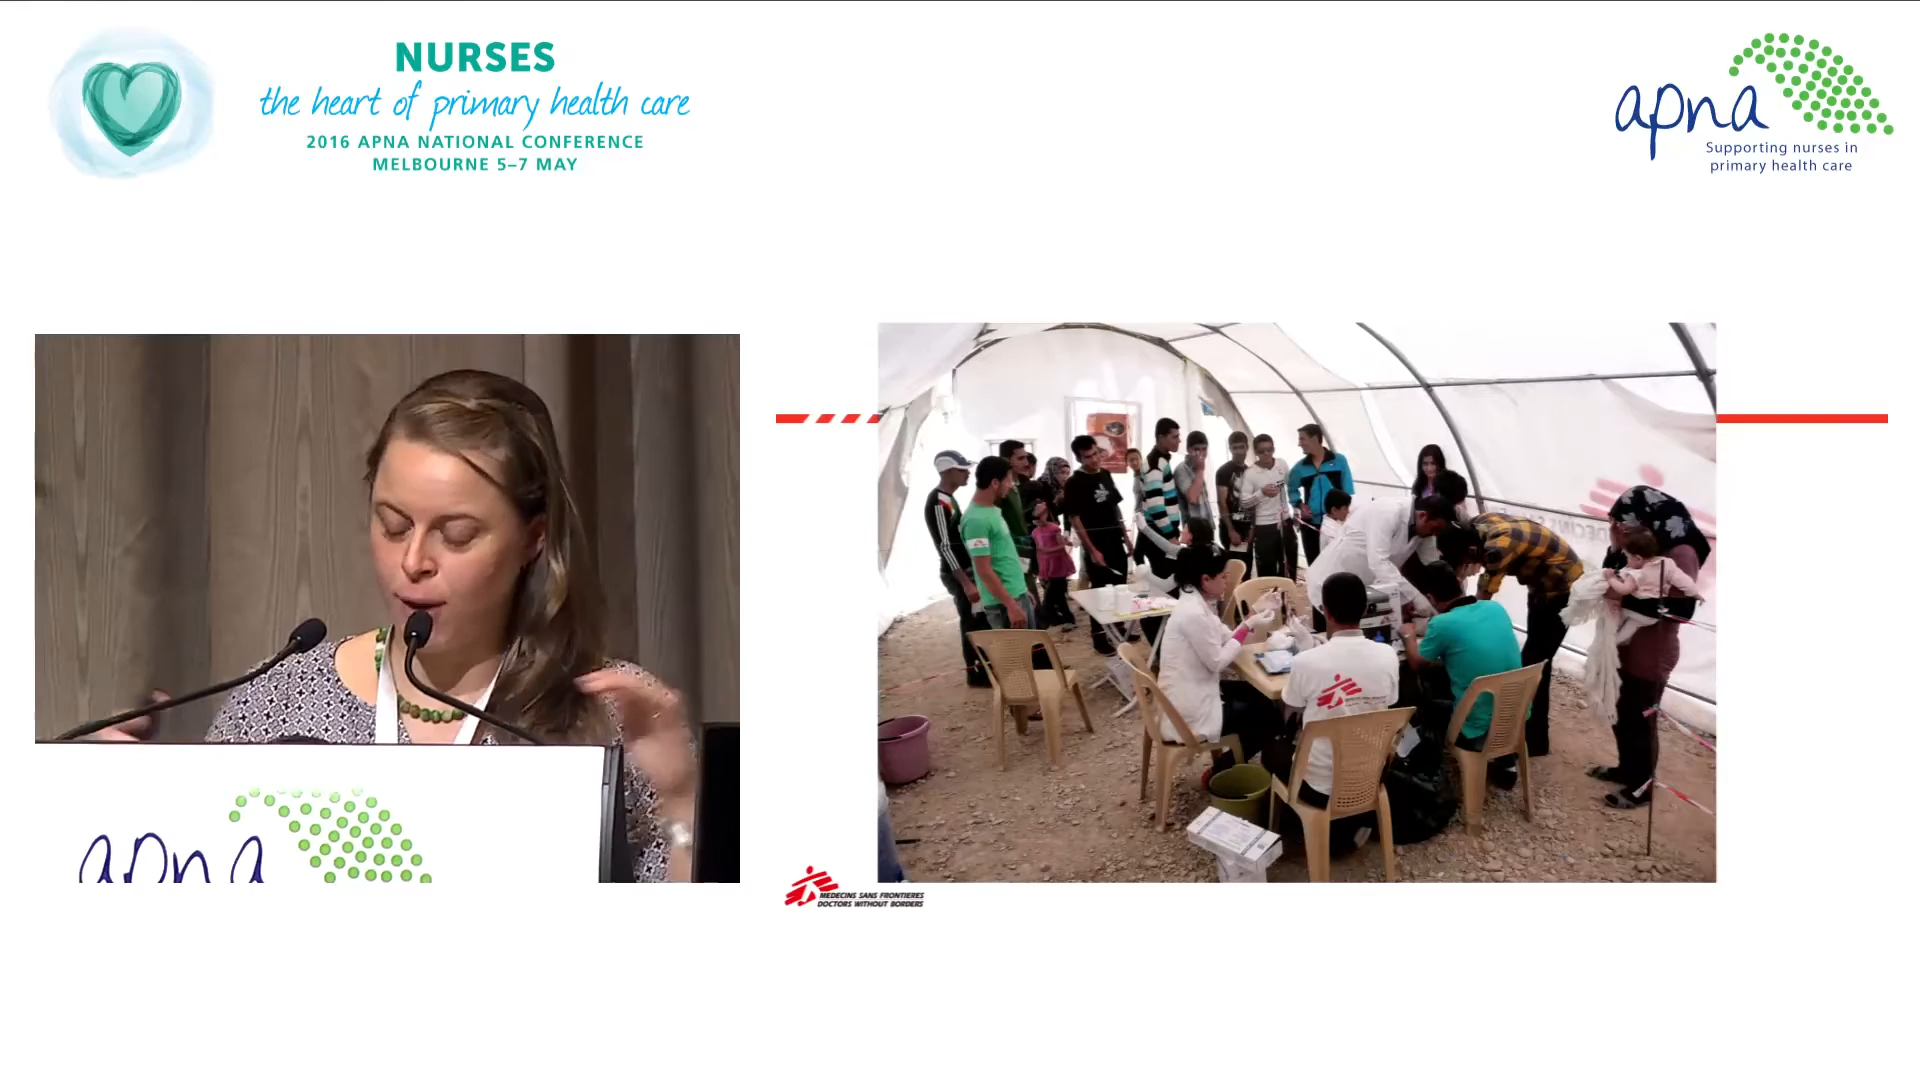 NURSES
the heart of primary health care
2016 APNA NATIONAL CONFERENCE
MELBOURNE 5–7 MAY
apna
Supporting nurses in
primary health care
apna
MEDECINS SANS FRONTIERES
DOCTORS WITHOUT BORDERS